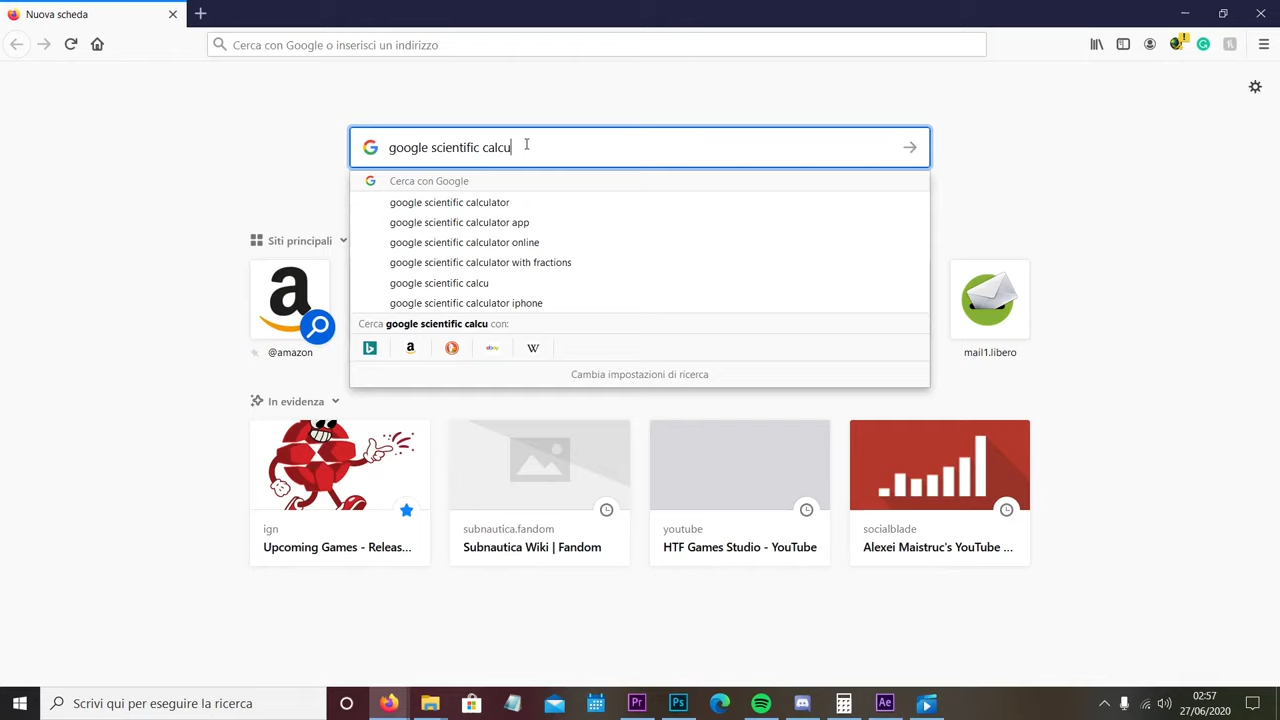 Nuova scheda
Cerca con Google o inserisci un indirizzo
google scientific calcu
Cerca con Google
google scientific calculator
google scientific calculator app
google scientific calculator online
google scientific calculator with fractions
google scientific calcu
google scientific calculator iphone
Cerca google scientific calcu con:
a
ebay
W
Cambia impostazioni di ricerca
Siti principali
a
@amazon
mail1.libero
In evidenza
ign
Upcoming Games - Releas...
subnautica.fandom
Subnautica Wiki | Fandom
youtube
HTF Games Studio - YouTube
socialblade
Alexei Maistruc's YouTube ...
Scrivi qui per eseguire la ricerca
Pr
Ps
Ae
02:57
27/06/2020